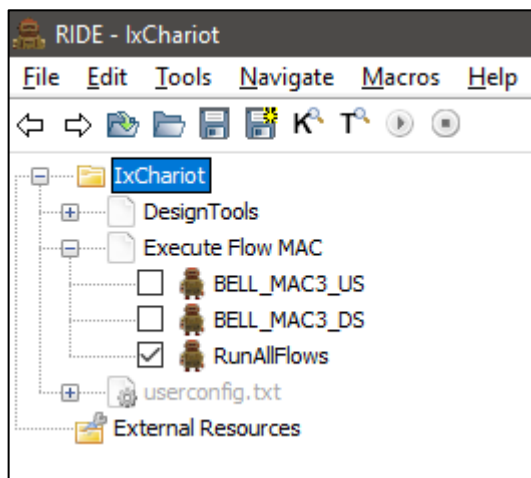 RIDE - IxChariot
File Edit Tools Navigate Macros Help
K T
IxChariot
DesignTools
Execute Flow MAC
BELL_MAC3_US
BELL_MAC3_DS
RunAllFlows
userconfig.txt
External Resources